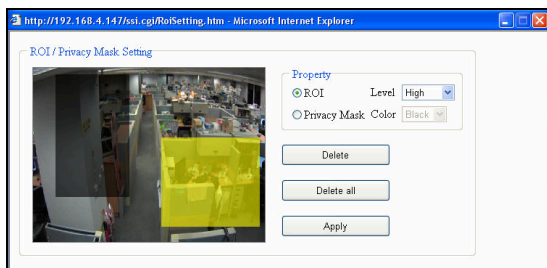 http://192.168.4.147/ssi.cgi/RoiSetting.htm - Microsoft Internet Explorer
ROI / Privacy Mask Setting
Property
ROI Level High
Privacy Mask Color Black
Delete
Delete all
Apply